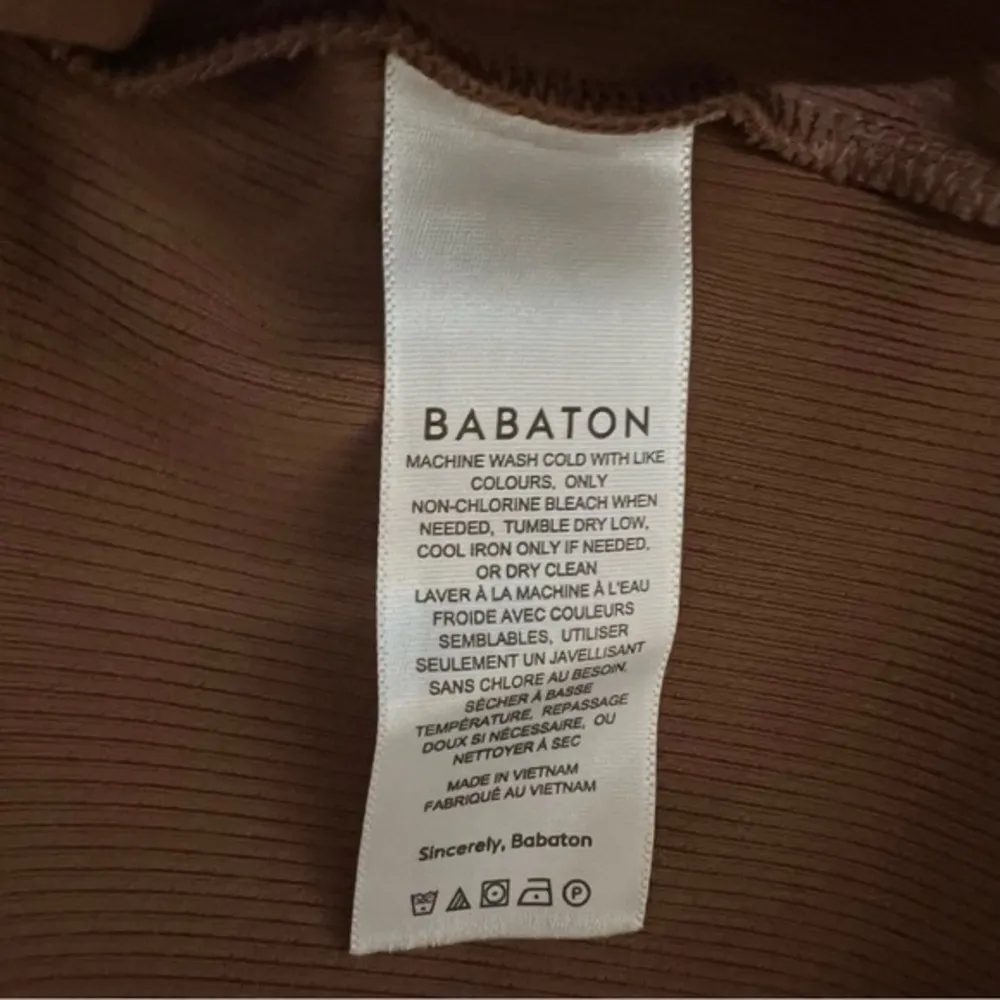 BABATON
MACHINE WASH COLD WITH LIKE
COLOURS, ONLY
NON-CHLORINE BLEACH WHEN
NEEDED, TUMBLE DRY LOW,
COOL IRON ONLY IF NEEDED,
OR DRY CLEAN
LAVER À LA MACHINE À L'EAU
FROIDE AVEC COULEURS
SEMBLABLES, UTILISER
SEULEMENT UN JAVELLISANT
SANS CHLORE AU BESOIN,
SÉCHER À BASSE
TEMPÉRATURE, REPASSAGE
DOUX SI NÉCESSAIRE, OU
NETTOYER À SEC
MADE IN VIETNAM
FABRIQUÉ AU VIETNAM
Sincerely, Babaton
P